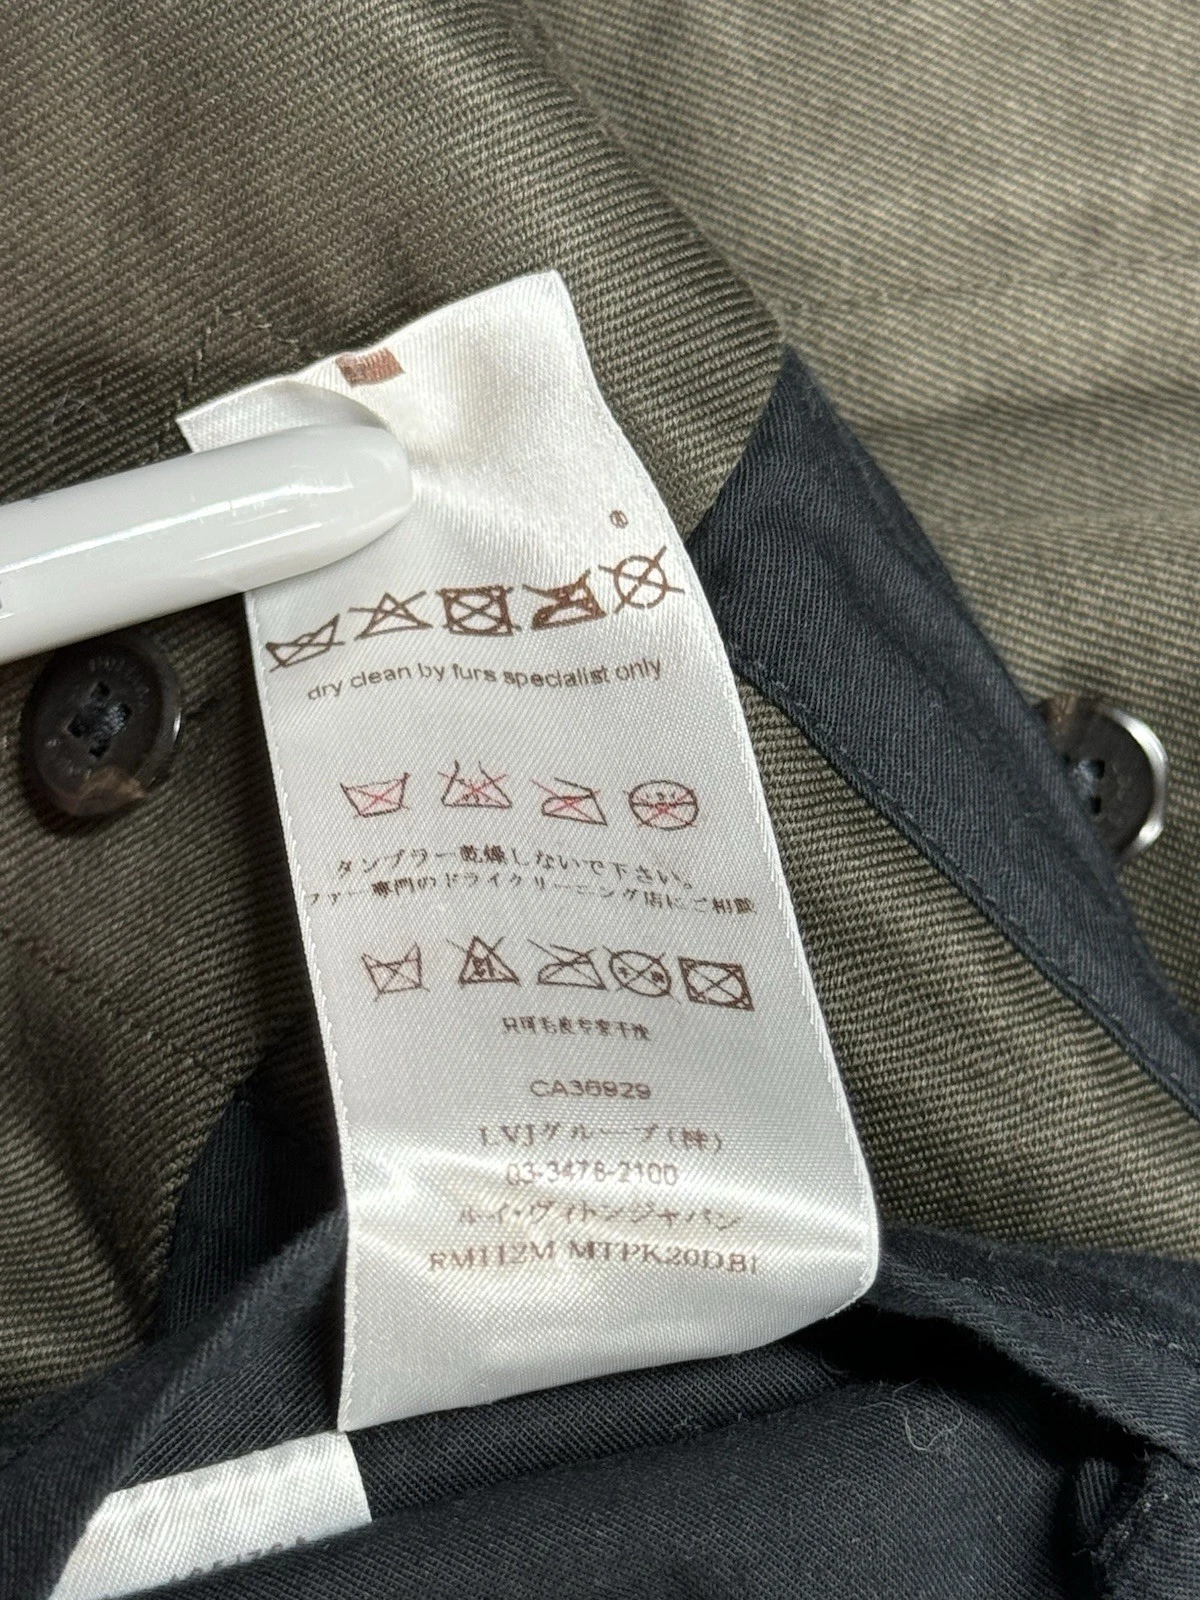 ®
dry clean by furs specialist only
タンブラー乾燥しないで下さい。
ファー専門のドライクリーニング店にご相談
只可毛皮专家干洗
CA36929
LVJグループ(株)
03-3478-2100
ルイ・ヴィトンジャパン
RM112M MTPK20D81